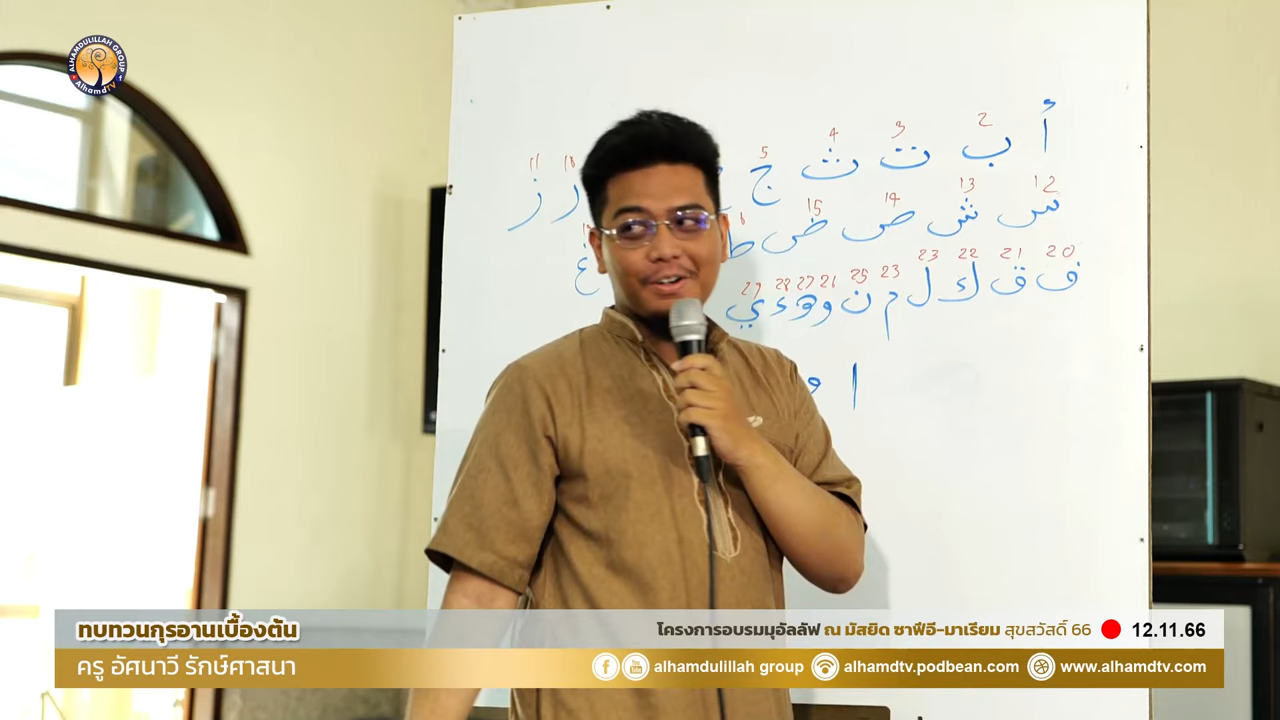 ALHAMDULILLAH GROUP
AlhamdTV
2 3 4 5 10 11
أ ب ت ث ج ر ز
12 13 14 15
س ش ص ض ط غ
20 21 22 23 23 25 21 27 28 29
ف ق ك ل م ن و ه ء ي
ا و
ทบทวนกุรอานเบื้องต้น
โครงการอบรมมุอัลลัฟ ณ มัสยิด ซาฟีอี-มาเรียม สุขสวัสดิ์ 66 12.11.66
ครู อัศนาวี รักษ์ศาสนา
alhamdulillah group alhamdtv.podbean.com www.alhamdtv.com